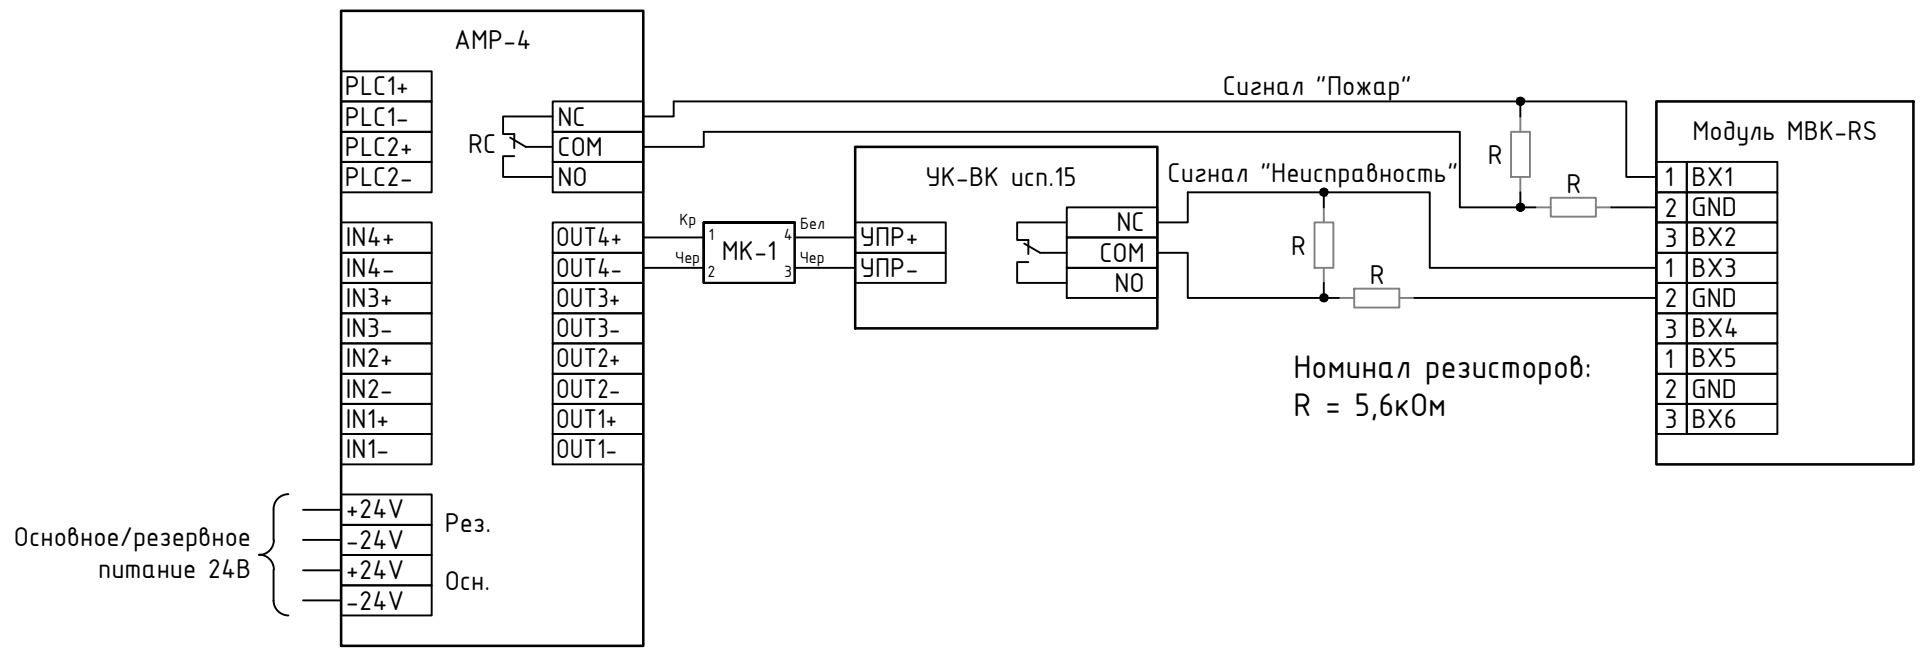 АМР-4
PLC1+
PLC1-
PLC2+
PLC2-
RC
NC
COM
NO
IN4+
IN4-
IN3+
IN3-
IN2+
IN2-
IN1+
IN1-
OUT4+
OUT4-
OUT3+
OUT3-
OUT2+
OUT2-
OUT1+
OUT1-
+24V
-24V
+24V
-24V
Рез.
Осн.
Основное/резервное
питание 24В
Кр
Чер
1
2
МК-1
4
3
Бел
Чер
УК-ВК исп.15
УПР+
УПР-
NC
COM
NO
Сигнал "Пожар"
Сигнал "Неисправность"
R
R
R
R
Номинал резисторов:
R = 5,6кОм
Модуль МВК-RS
1 ВХ1
2 GND
3 ВХ2
1 ВХ3
2 GND
3 ВХ4
1 ВХ5
2 GND
3 ВХ6